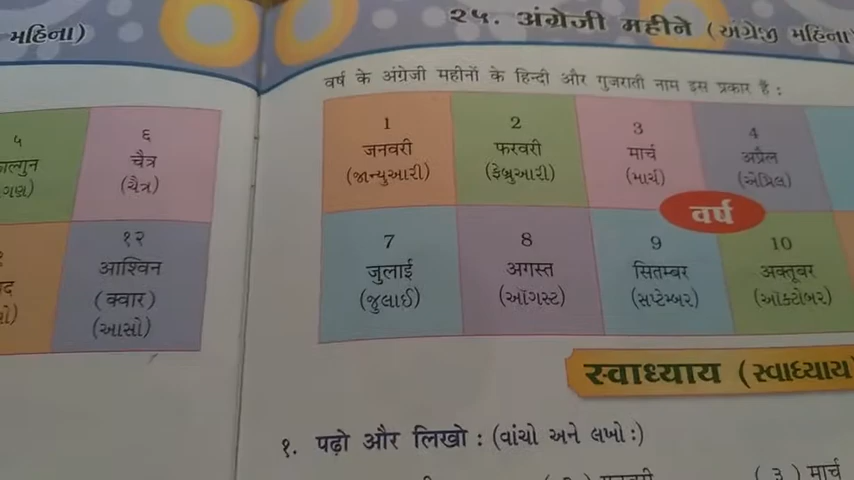 મહિના)
५
६
चैत्र
(ચૈત્ર)
१२
आश्विन
(क्वार)
(આસો)
२५. अंग्रेजी महीने (અંગ્રેજી મહિના)
वर्ष के अंग्रेजी महीनों के हिन्दी और गुजराती नाम इस प्रकार हैं :
1 2 3 4
जनवरी फरवरी मार्च अप्रैल
(જાન્યુઆરી) (ફેબ્રુઆરી) (માર્ચ) (એપ્રિલ)
वर्ष
7 8 9 10
जुलाई अगस्त सितम्बर अक्तूबर
(જુલાઈ) (ઑગસ્ટ) (સપ્ટેમ્બર) (ઑક્ટોબર)
स्वाध्याय (સ્વાધ્યાય)
१. पढ़ो और लिखो : (વાંચો અને લખો :)
(३) मार्च